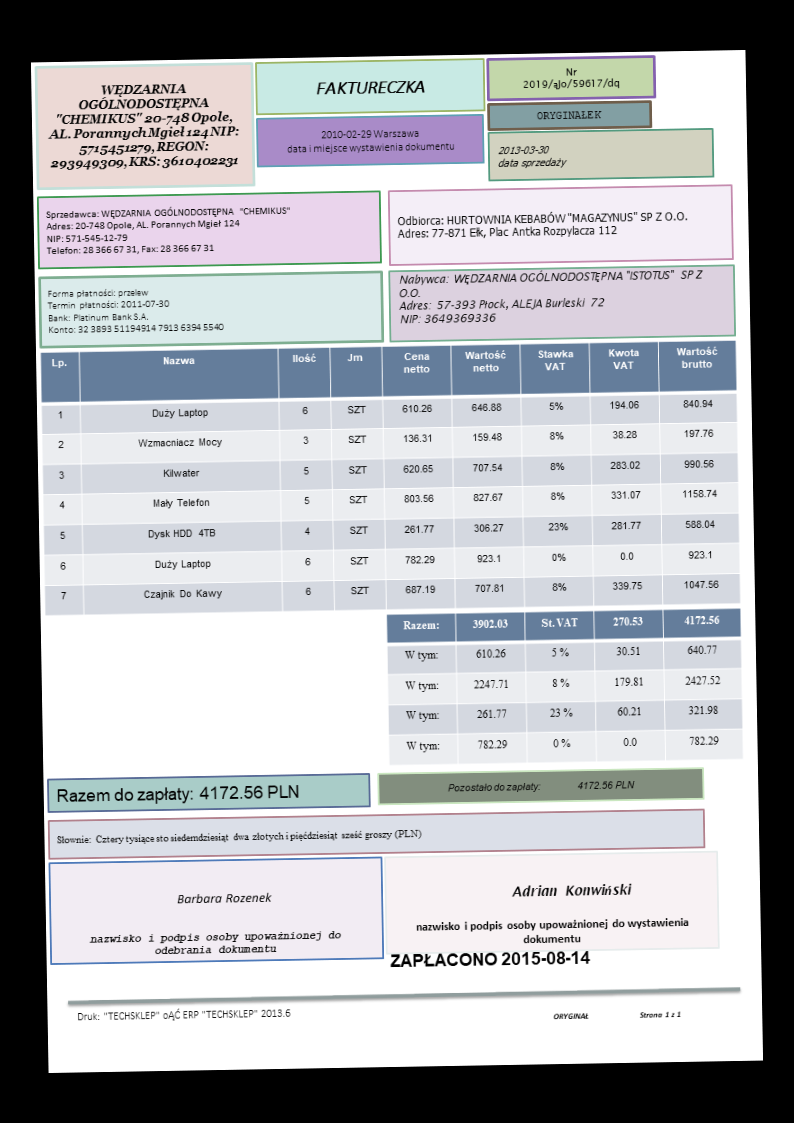 WĘDZARNIA
OGÓLNODOSTĘPNA
"CHEMIKUS" 20-748 Opole,
AL. Porannych Mgieł 124 NIP:
5715451279, REGON:
293949309, KRS: 3610402231
FAKTURECZKA
2010-02-29 Warszawa
data i miejsce wystawienia dokumentu
Nr
2019/ąJo/59617/dq
ORYGINAŁEK
2013-03-30
data sprzedaży
Sprzedawca: WĘDZARNIA OGÓLNODOSTĘPNA "CHEMIKUS"
Adres: 20-748 Opole, AL. Porannych Mgieł 124
NIP: 571-545-12-79
Telefon: 28 366 67 31, Fax: 28 366 67 31
Odbiorca: HURTOWNIA KEBABÓW "MAGAZYNUS" SP Z O.O.
Adres: 77-871 Ełk, Plac Antka Rozpylacza 112
Forma płatności: przelew
Termin płatności: 2011-07-30
Bank: Platinum Bank S.A.
Konto: 32 3893 51194914 7913 6394 5540
Nabywca: WĘDZARNIA OGÓLNODOSTĘPNA "ISTOTUS" SP Z
O.O.
Adres: 57-393 Płock, ALEJA Burleski 72
NIP: 3649369336
Lp. Nazwa Ilość Jm Cena netto Wartość netto Stawka VAT Kwota VAT Wartość brutto
1 Duży Laptop 6 SZT 610.26 646.88 5% 194.06 840.94
2 Wzmacniacz Mocy 3 SZT 136.31 159.48 8% 38.28 197.76
3 Kilwater 5 SZT 620.65 707.54 8% 283.02 990.56
4 Mały Telefon 5 SZT 803.56 827.67 8% 331.07 1158.74
5 Dysk HDD 4TB 4 SZT 261.77 306.27 23% 281.77 588.04
6 Duży Laptop 6 SZT 782.29 923.1 0% 0.0 923.1
7 Czajnik Do Kawy 6 SZT 687.19 707.81 8% 339.75 1047.56
Razem: 3902.03 St.VAT 270.53 4172.56
W tym: 610.26 5 % 30.51 640.77
W tym: 2247.71 8 % 179.81 2427.52
W tym: 261.77 23 % 60.21 321.98
W tym: 782.29 0 % 0.0 782.29
Razem do zapłaty: 4172.56 PLN
Pozostało do zapłaty: 4172.56 PLN
Słownie: Cztery tysiące sto siedemdziesiąt dwa złotych i pięćdziesiąt sześć groszy (PLN)
Barbara Rozenek
nazwisko i podpis osoby upoważnionej do
odebrania dokumentu
Adrian Konwiński
nazwisko i podpis osoby upoważnionej do wystawienia
dokumentu
ZAPŁACONO 2015-08-14
Druk: "TECHSKLEP" oĄĆ ERP "TECHSKLEP" 2013.6
ORYGINAŁ
Strona 1 z 1